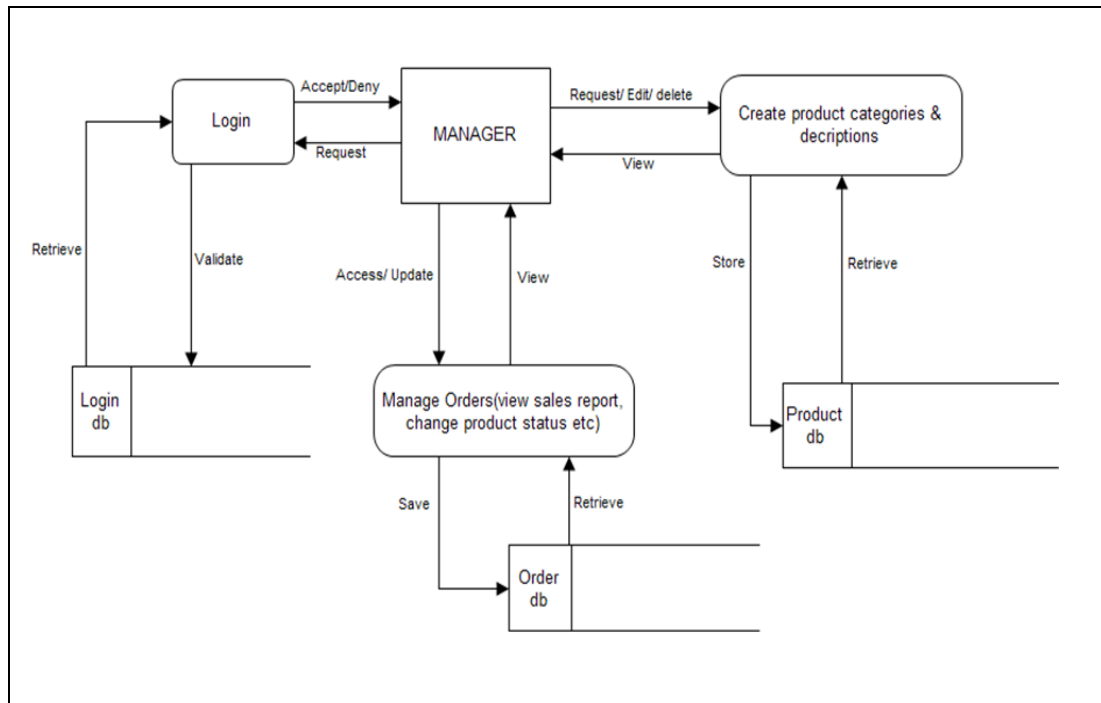 Accept/Deny
Login
Request
MANAGER
Request/ Edit/ delete
View
Create product categories &
decriptions
Retrieve
Validate
Access/ Update
View
Store
Retrieve
Login
db
Manage Orders(view sales report,
change product status etc)
Product
db
Save
Retrieve
Order
db